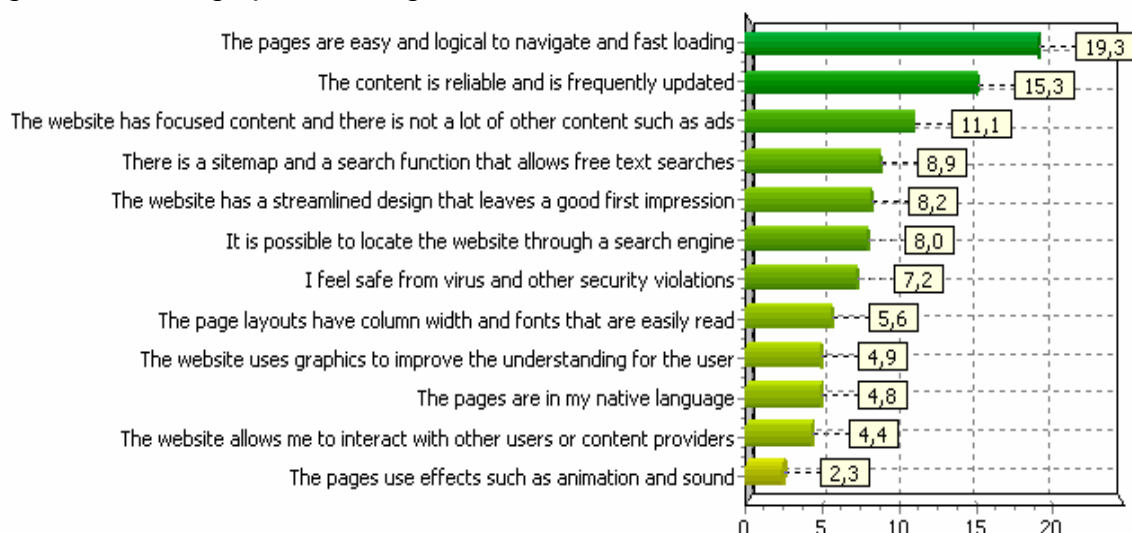 The pages are easy and logical to navigate and fast loading 19,3
The content is reliable and is frequently updated 15,3
The website has focused content and there is not a lot of other content such as ads 11,1
There is a sitemap and a search function that allows free text searches 8,9
The website has a streamlined design that leaves a good first impression 8,2
It is possible to locate the website through a search engine 8,0
I feel safe from virus and other security violations 7,2
The page layouts have column width and fonts that are easily read 5,6
The website uses graphics to improve the understanding for the user 4,9
The pages are in my native language 4,8
The website allows me to interact with other users or content providers 4,4
The pages use effects such as animation and sound 2,3
0 5 10 15 20